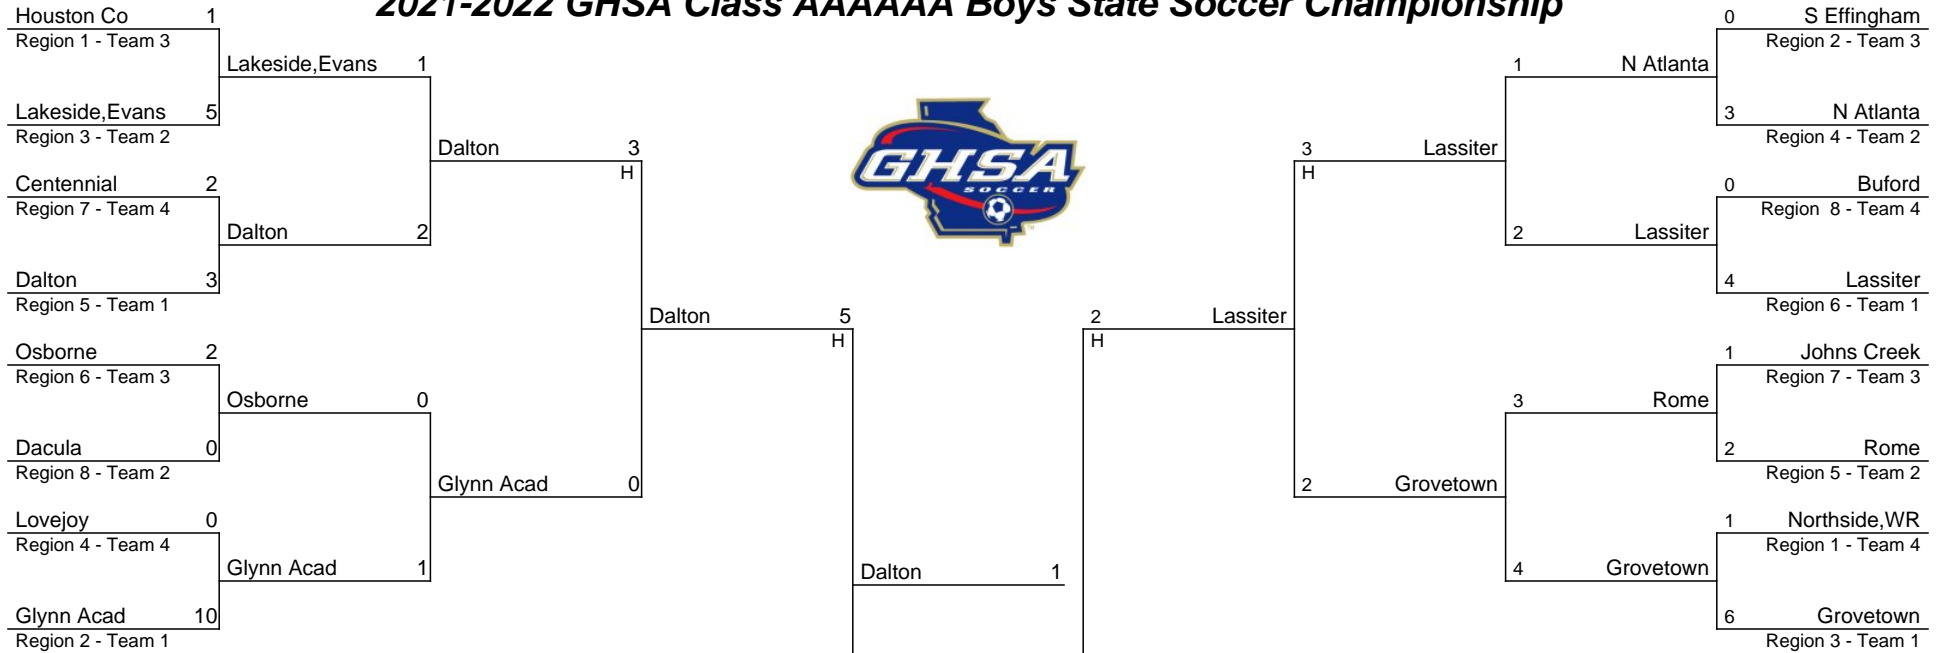 2021-2022 GHSA Class AAAAAA Boys State Soccer Championship
Houston Co 1
Region 1 - Team 3
Lakeside,Evans 1
Lakeside,Evans 5
Region 3 - Team 2
Dalton 3
H
Centennial 2
Region 7 - Team 4
Dalton 2
Dalton 3
Region 5 - Team 1
Dalton 5
H
Osborne 2
Region 6 - Team 3
Osborne 0
Dacula 0
Region 8 - Team 2
Glynn Acad 0
Lovejoy 0
Region 4 - Team 4
Glynn Acad 1
Glynn Acad 10
Region 2 - Team 1
Dalton 1
GHSA
SOCCER
0 S Effingham
Region 2 - Team 3
1 N Atlanta
3 N Atlanta
Region 4 - Team 2
3 Lassiter
H
0 Buford
Region  8 - Team 4
2 Lassiter
4 Lassiter
Region 6 - Team 1
2 Lassiter
H
1 Johns Creek
Region 7 - Team 3
3 Rome
2 Rome
Region 5 - Team 2
2 Grovetown
1 Northside,WR
Region 1 - Team 4
4 Grovetown
6 Grovetown
Region 3 - Team 1